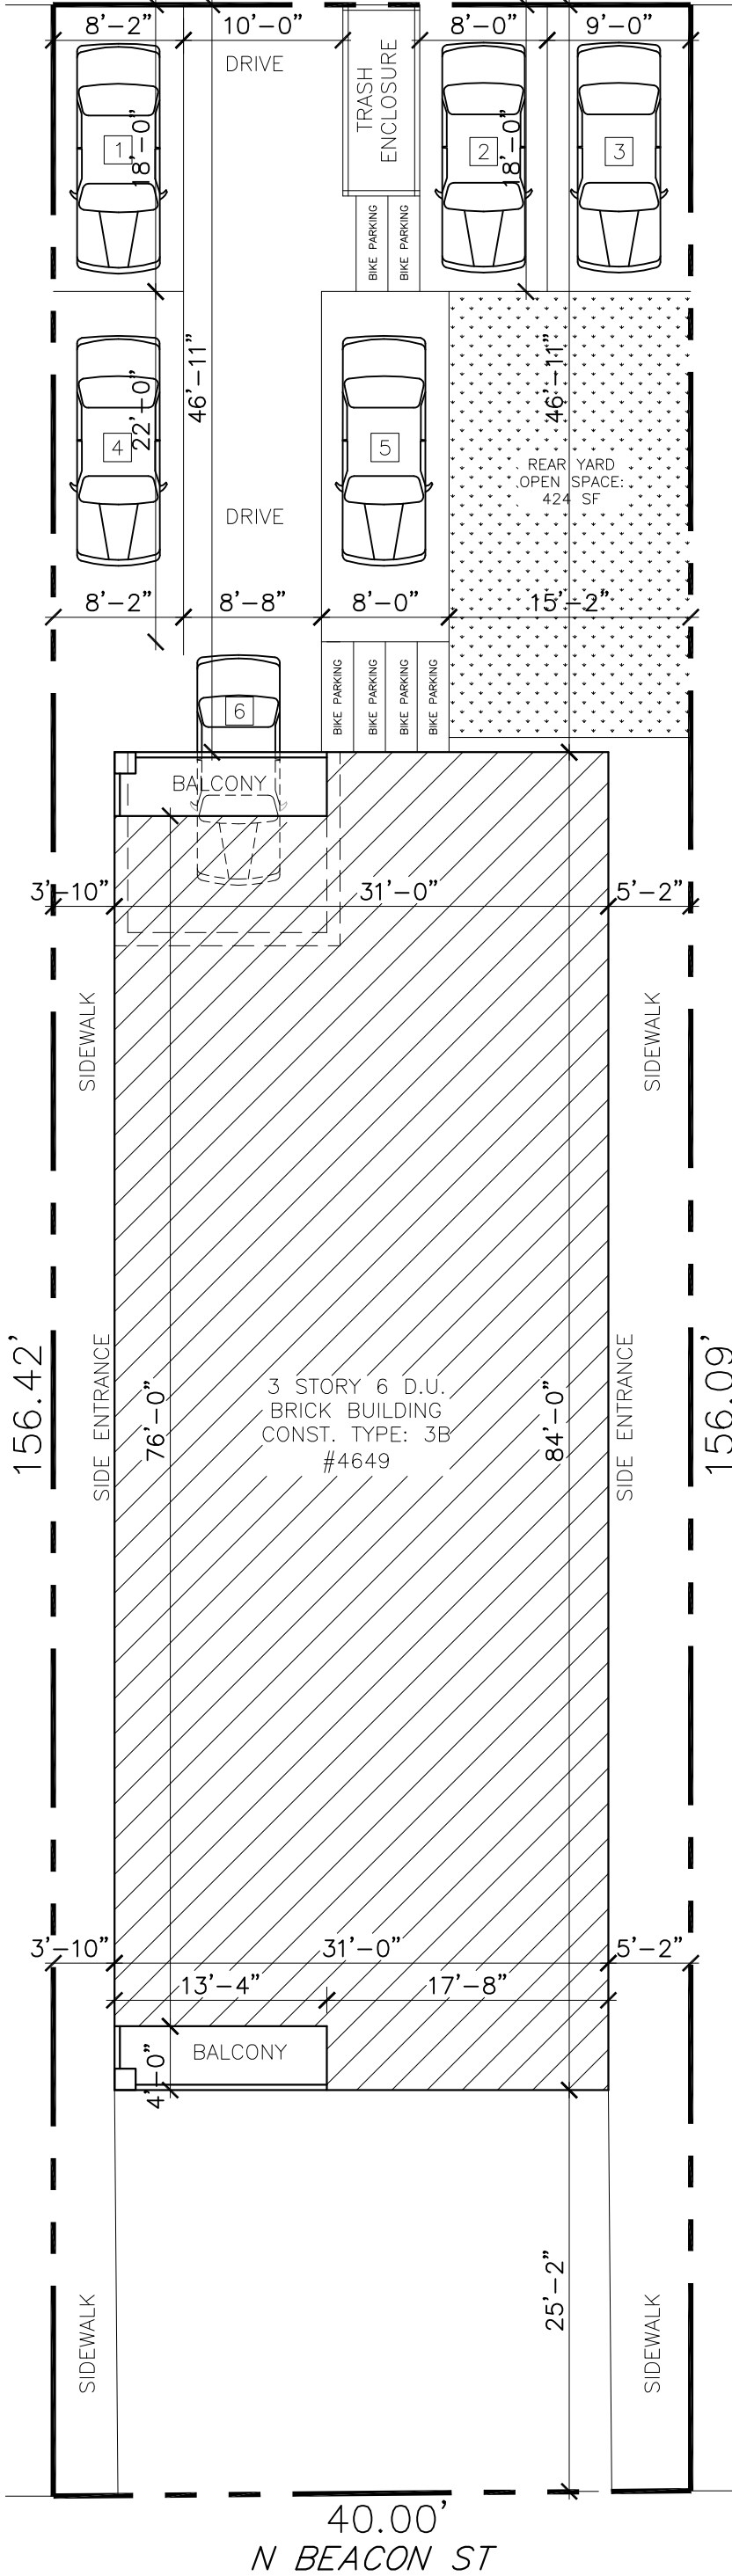 8'-2"
10'-0"
8'-0"
9'-0"
DRIVE
TRASH
ENCLOSURE
1
18'-0"
2
18'-0"
3
BIKE PARKING
BIKE PARKING
4
22'-0"
46'-11"
5
46'-11"
REAR YARD
OPEN SPACE:
424 SF
DRIVE
8'-2"
8'-8"
8'-0"
15'-2"
BIKE PARKING
BIKE PARKING
BIKE PARKING
BIKE PARKING
6
BALCONY
3'-10"
31'-0"
5'-2"
SIDEWALK
SIDEWALK
156.42'
SIDE ENTRANCE
76'-0"
3 STORY 6 D.U.
BRICK BUILDING
CONST. TYPE: 3B
#4649
84'-0"
SIDE ENTRANCE
156.09'
3'-10"
31'-0"
5'-2"
13'-4"
17'-8"
BALCONY
4'-0"
25'-2"
SIDEWALK
SIDEWALK
40.00'
N BEACON ST